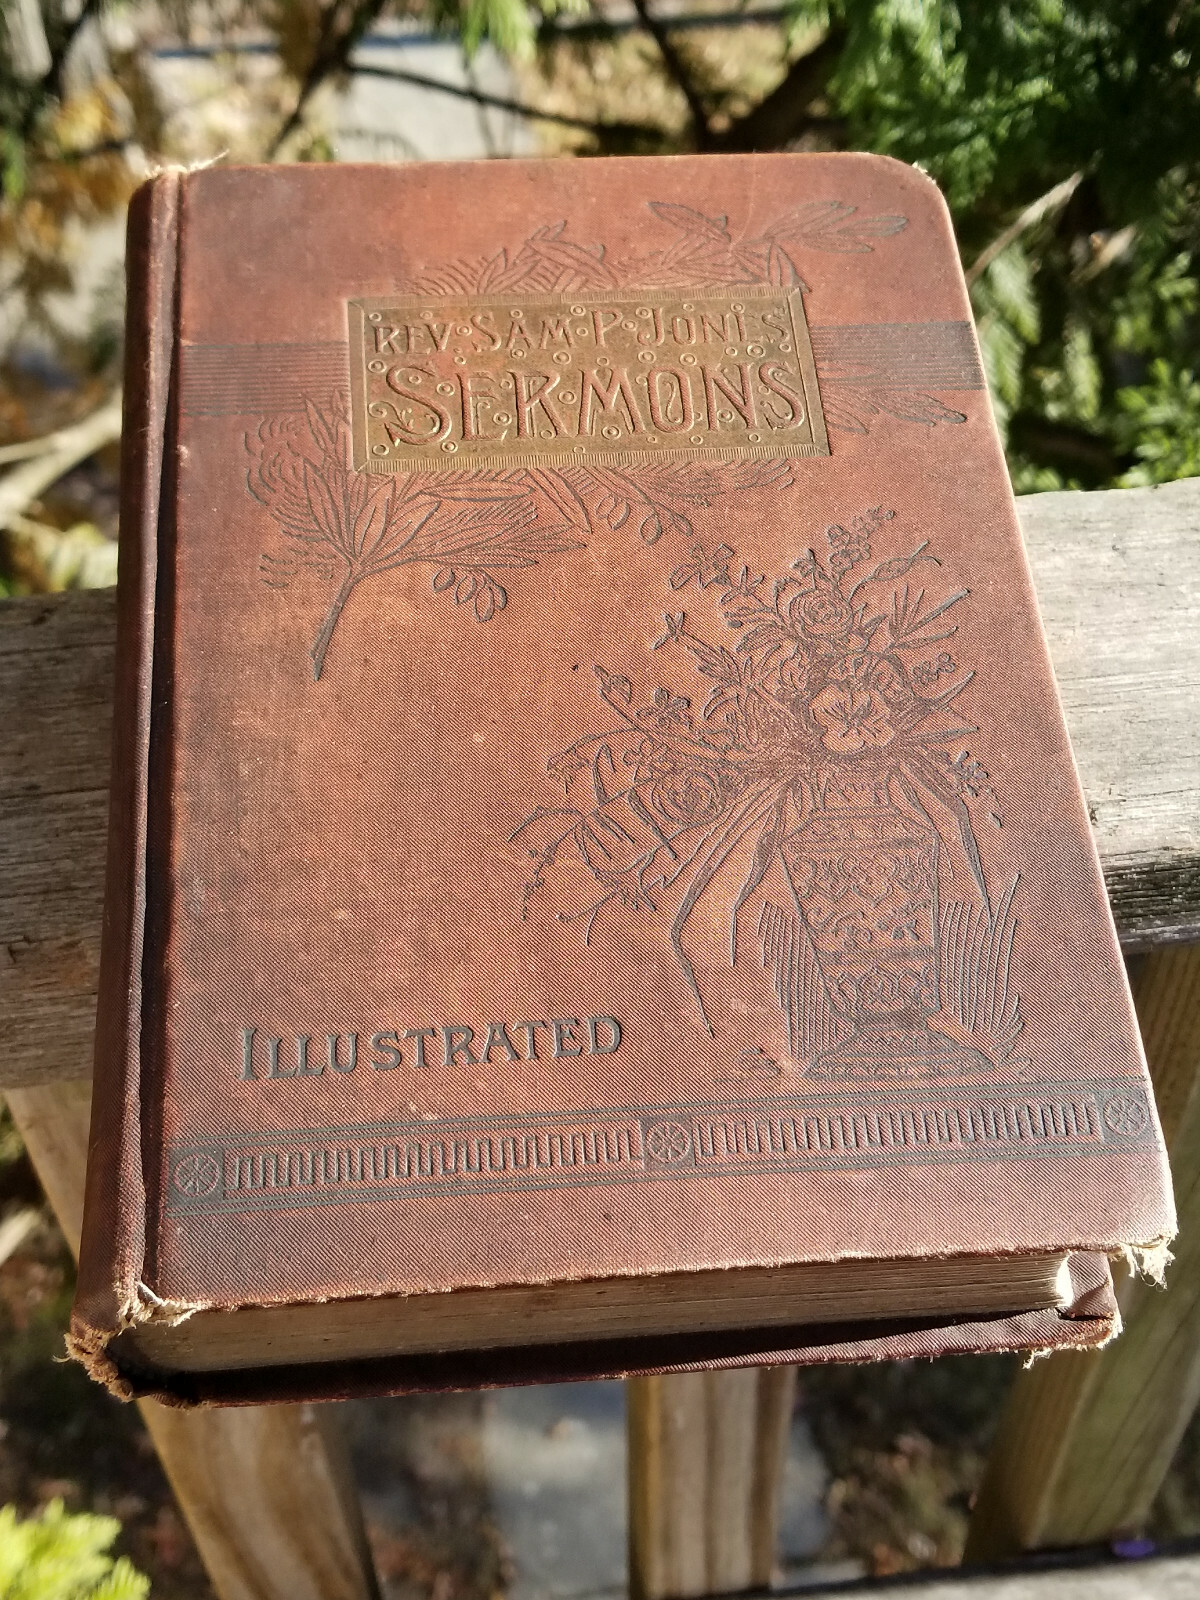 REV. SAM P. JONES.
SERMONS
ILLUSTRATED